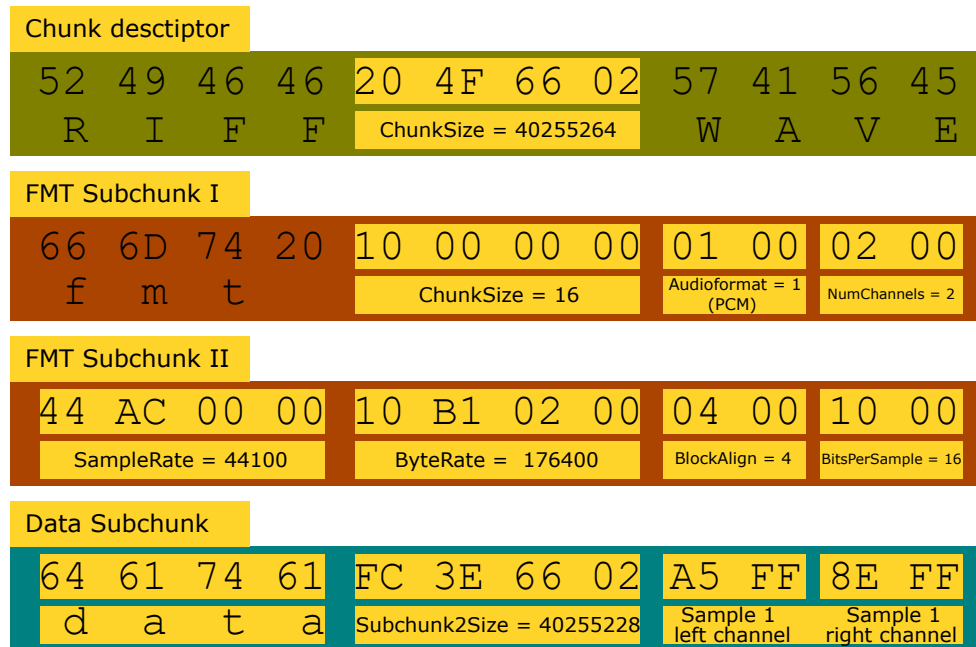 Chunk desctiptor
52 49 46 46 20 4F 66 02 57 41 56 45
R I F F ChunkSize = 40255264 W A V E
FMT Subchunk I
66 6D 74 20 10 00 00 00 01 00 02 00
f m t ChunkSize = 16 Audioformat = 1 (PCM) NumChannels = 2
FMT Subchunk II
44 AC 00 00 10 B1 02 00 04 00 10 00
SampleRate = 44100 ByteRate = 176400 BlockAlign = 4 BitsPerSample = 16
Data Subchunk
64 61 74 61 FC 3E 66 02 A5 FF 8E FF
d a t a Subchunk2Size = 40255228 Sample 1 left channel Sample 1 right channel